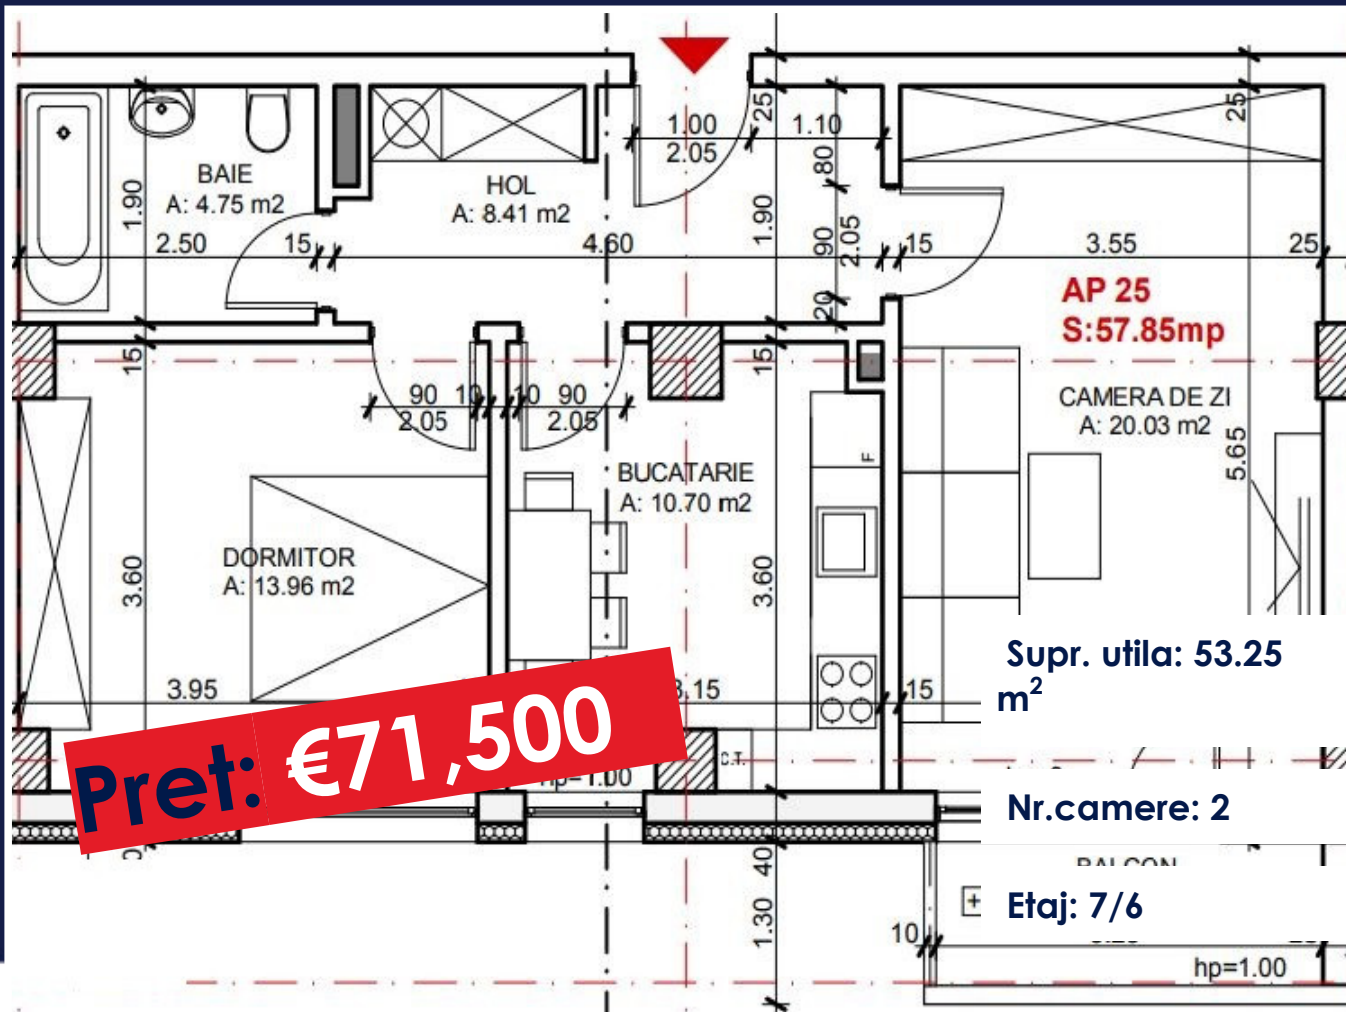 25
1.00
2.05
1.10
25
80
BAIE
A: 4.75 m2
HOL
A: 8.41 m2
1.90
1.90
90
2.05
2.50
15
4.60
15
3.55
25
20
AP 25
S:57.85mp
15
15
90
10
2.05
10
90
2.05
CAMERA DE ZI
A: 20.03 m2
5.65
F
BUCATARIE
A: 10.70 m2
DORMITOR
A: 13.96 m2
3.60
3.60
3.95
3.15
15
Supr. utila: 53.25
m²
Pret: €71,500
C.T.
hp=1.00
Nr.camere: 2
40
BALCON
Etaj: 7/6
1.30
10
hp=1.00